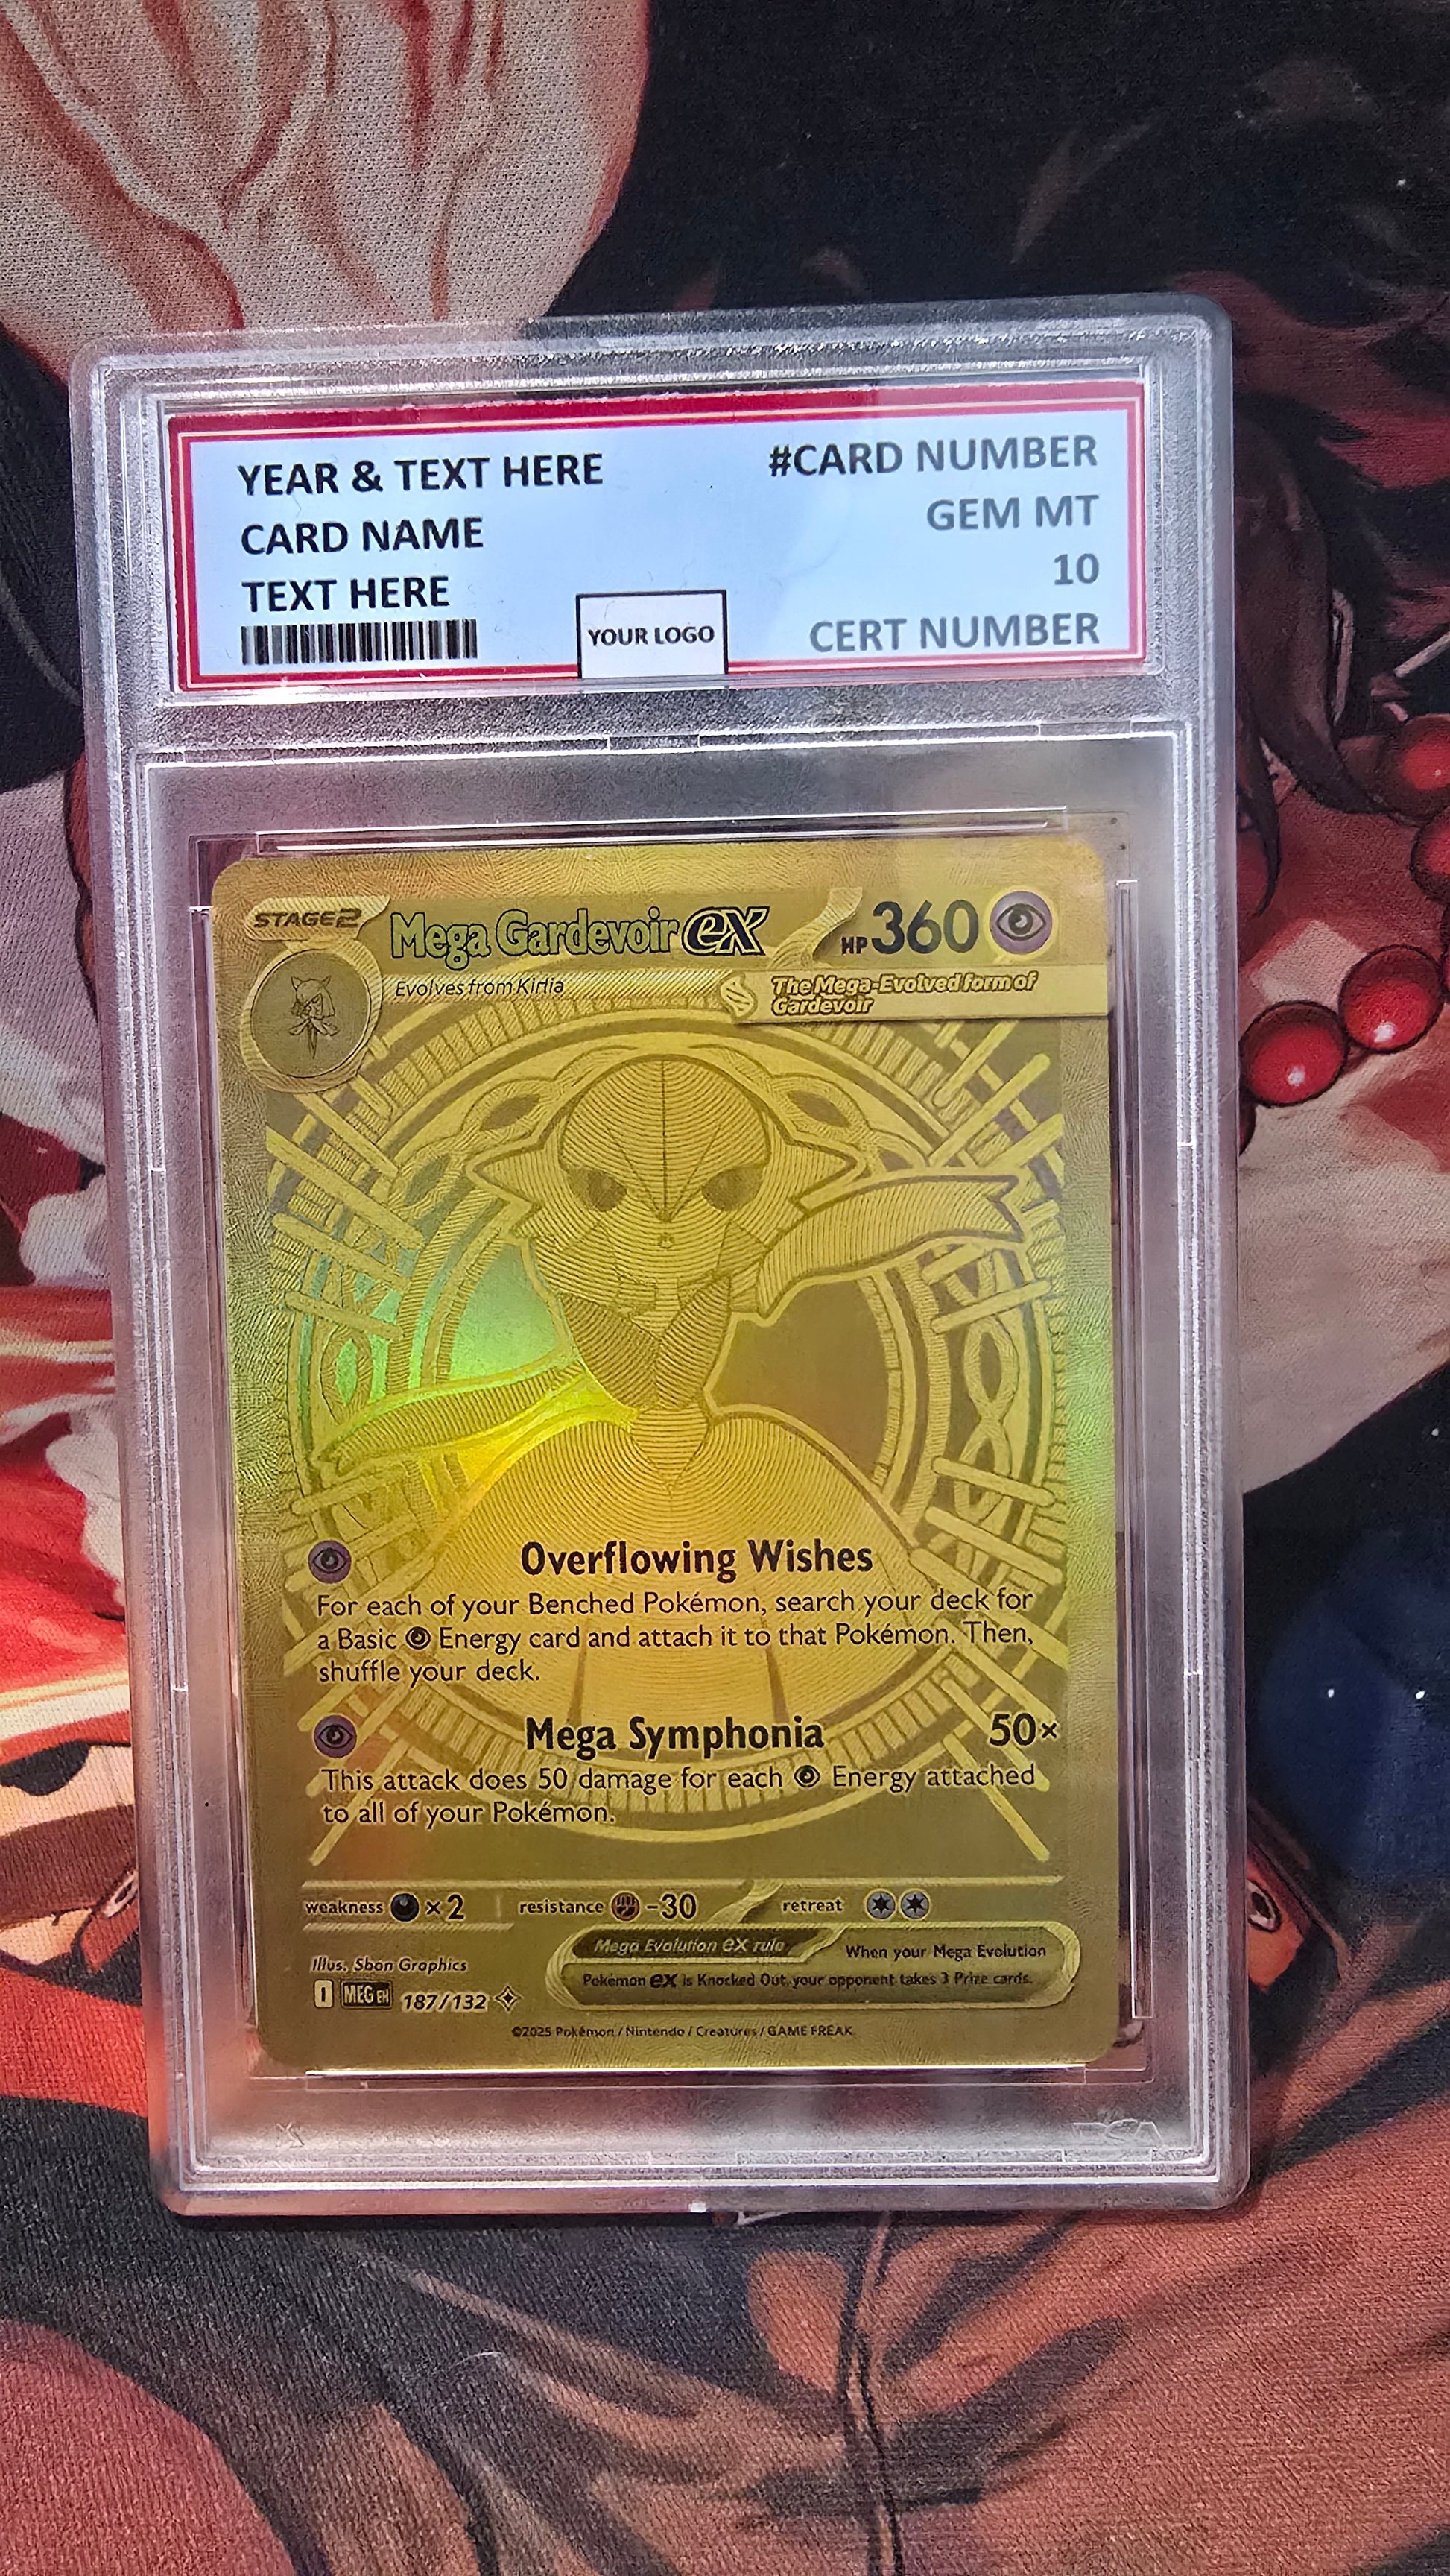 YEAR & TEXT HERE
CARD NAME
TEXT HERE
#CARD NUMBER
GEM MT
10
CERT NUMBER
YOUR LOGO
STAGE2
Mega Gardevoir ex
HP 360
Evolves from Kirlia
The Mega-Evolved form of
Gardevoir
Overflowing Wishes
For each of your Benched Pokémon, search your deck for
a Basic Energy card and attach it to that Pokémon. Then,
shuffle your deck.
Mega Symphonia 50×
This attack does 50 damage for each Energy attached
to all of your Pokémon.
weakness ×2 resistance -30 retreat
Illus. 5ban Graphics
Mega Evolution ex rule When your Mega Evolution
Pokémon ex is Knocked Out, your opponent takes 3 Prize cards.
I MEG EN 187/132
©2025 Pokémon / Nintendo / Creatures / GAME FREAK
PSA